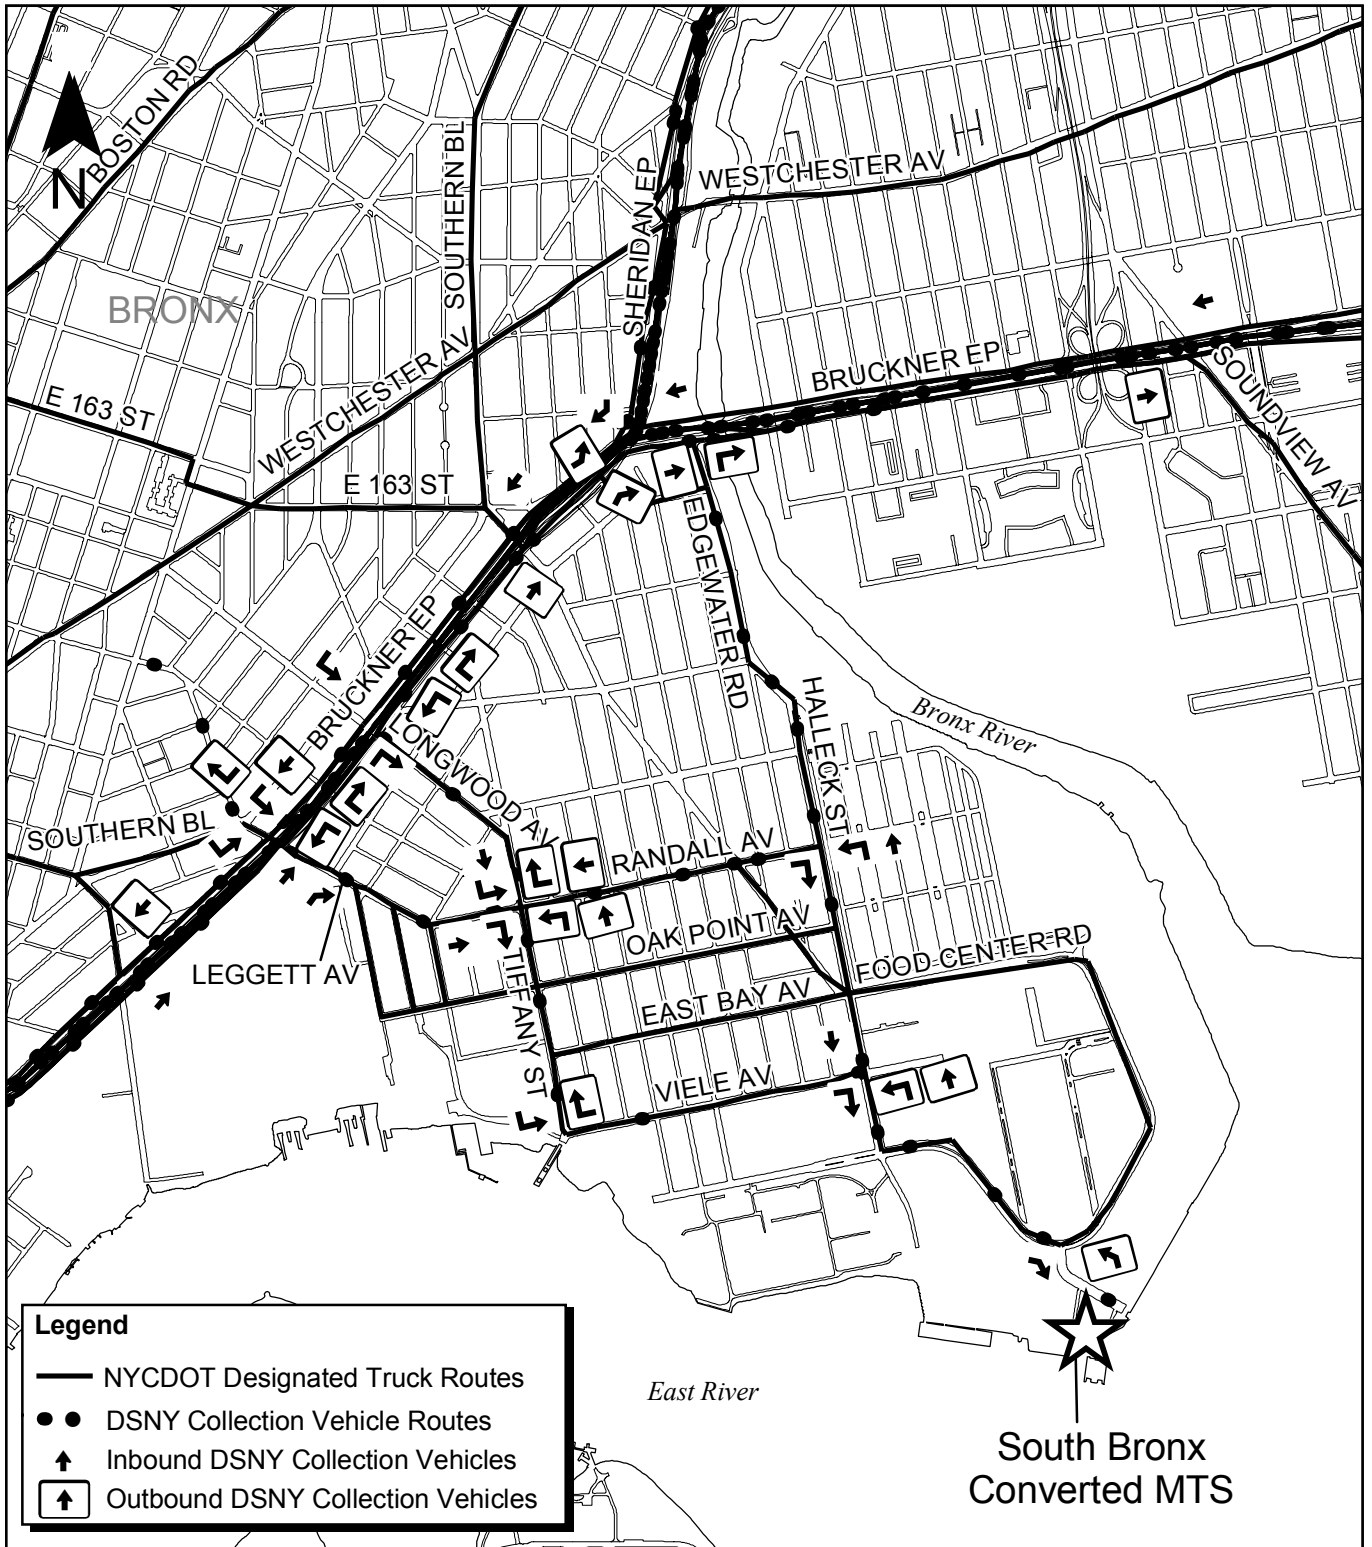 BOSTON RD
N
SOUTHERN BL
SHERIDAN EP
WESTCHESTER AV
BRONX
WESTCHESTER AV
BRUCKNER EP
SOUNDVIEW AV
E 163 ST
E 163 ST
EDGEWATER RD
BRUCKNER EP
HALLECK ST
Bronx River
LONGWOOD AV
SOUTHERN BL
RANDALL AV
OAK POINT AV
FOOD CENTER RD
LEGGETT AV
TIFFANY ST
EAST BAY AV
VIELE AV
Legend
NYCDOT Designated Truck Routes
DSNY Collection Vehicle Routes
Inbound DSNY Collection Vehicles
Outbound DSNY Collection Vehicles
East River
South Bronx
Converted MTS